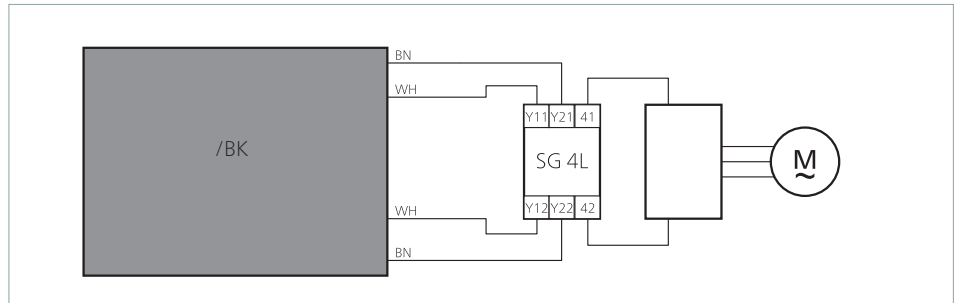 BN
WH
Y11 Y21 41
/BK
SG 4L
M
~
Y12 Y22 42
WH
BN